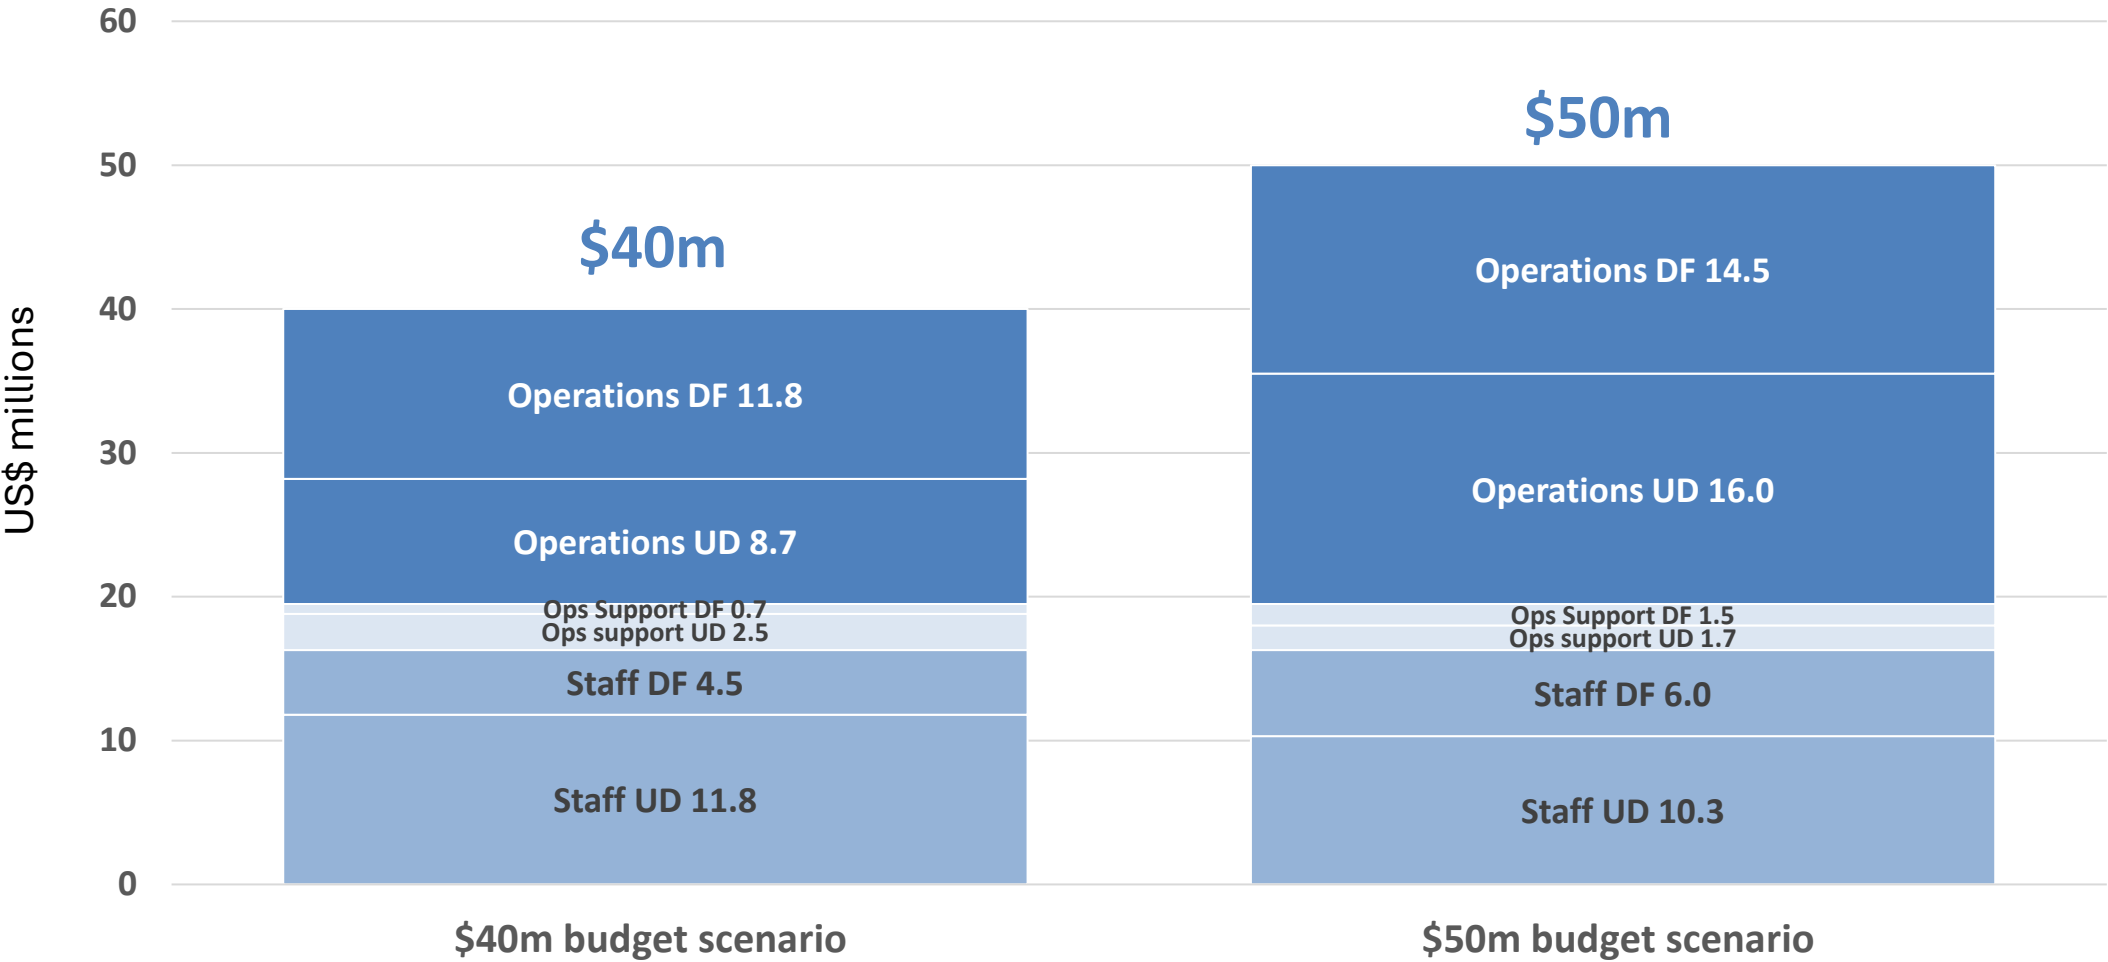 60
50
40
30
20
10
0
US$ millions
$40m
Operations DF 11.8
Operations UD 8.7
Ops Support DF 0.7
Ops support UD 2.5
Staff DF 4.5
Staff UD 11.8
$50m
Operations DF 14.5
Operations UD 16.0
Ops Support DF 1.5
Ops support UD 1.7
Staff DF 6.0
Staff UD 10.3
$40m budget scenario
$50m budget scenario